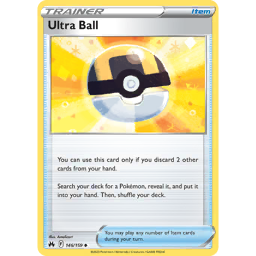 TRAINER
Item
Ultra Ball
You can use this card only if you discard 2 other
cards from your hand.
Search your deck for a Pokémon, reveal it, and put it
into your hand. Then, shuffle your deck.
146/159
You may play any number of Item cards
during your turn.